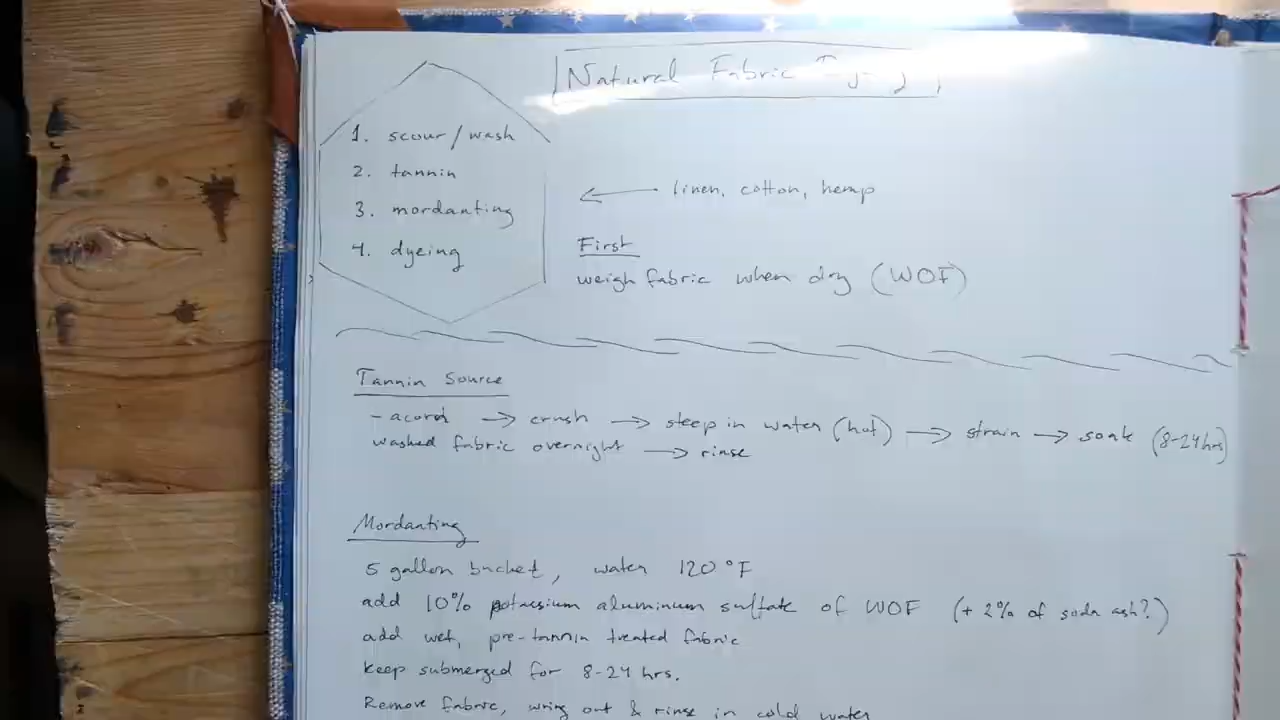 Natural Fabric
1. scour / wash
2. tannin
3. mordanting
4. dyeing
← linen, cotton, hemp
First
weigh fabric when dry (WOF)
Tannin Source
- acorn → crush → steep in water (hot) → strain → soak (8-24hrs)
washed fabric overnight → rinse
Mordanting
5 gallon bucket, water 120°F
add 10% potassium aluminum sulfate of WOF (+ 2% of soda ash?)
add wet, pre-tannin treated fabric
keep submerged for 8-24 hrs.
Remove fabric, wring out & rinse in cold water